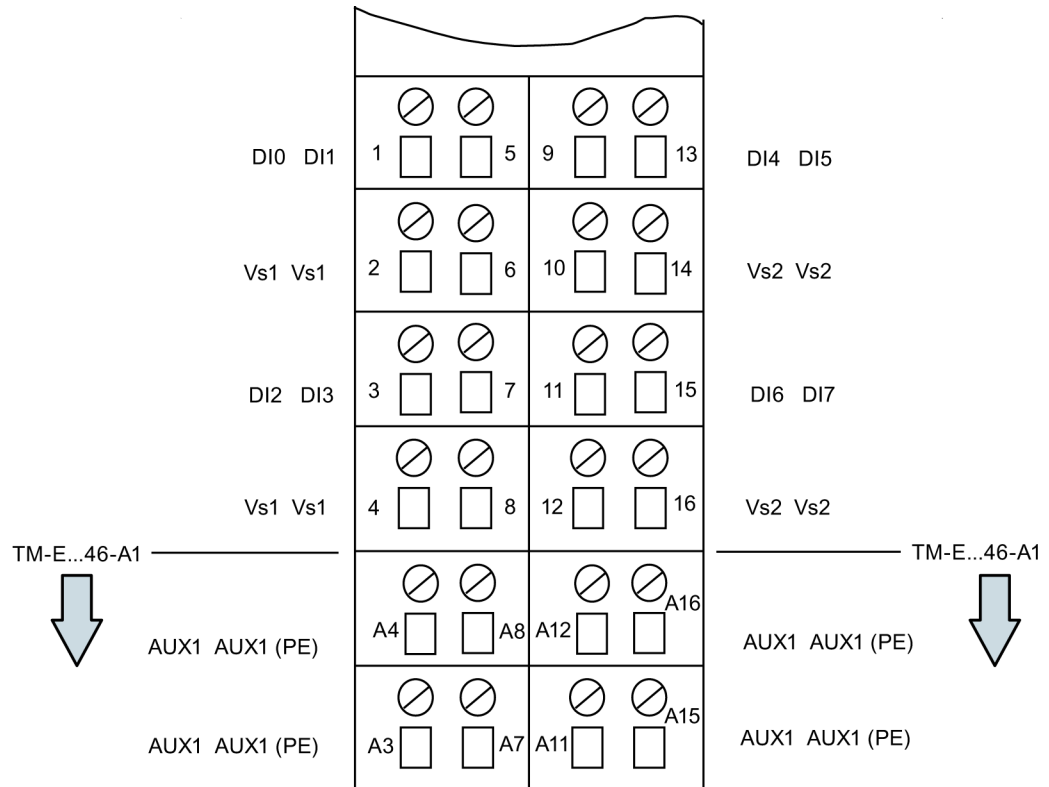 DI0 DI1 1 5 9 13 DI4 DI5
Vs1 Vs1 2 6 10 14 Vs2 Vs2
DI2 DI3 3 7 11 15 DI6 DI7
Vs1 Vs1 4 8 12 16 Vs2 Vs2
TM-E...46-A1 TM-E...46-A1
AUX1 AUX1 (PE) A4 A8 A12 A16 AUX1 AUX1 (PE)
AUX1 AUX1 (PE) A3 A7 A11 A15 AUX1 AUX1 (PE)